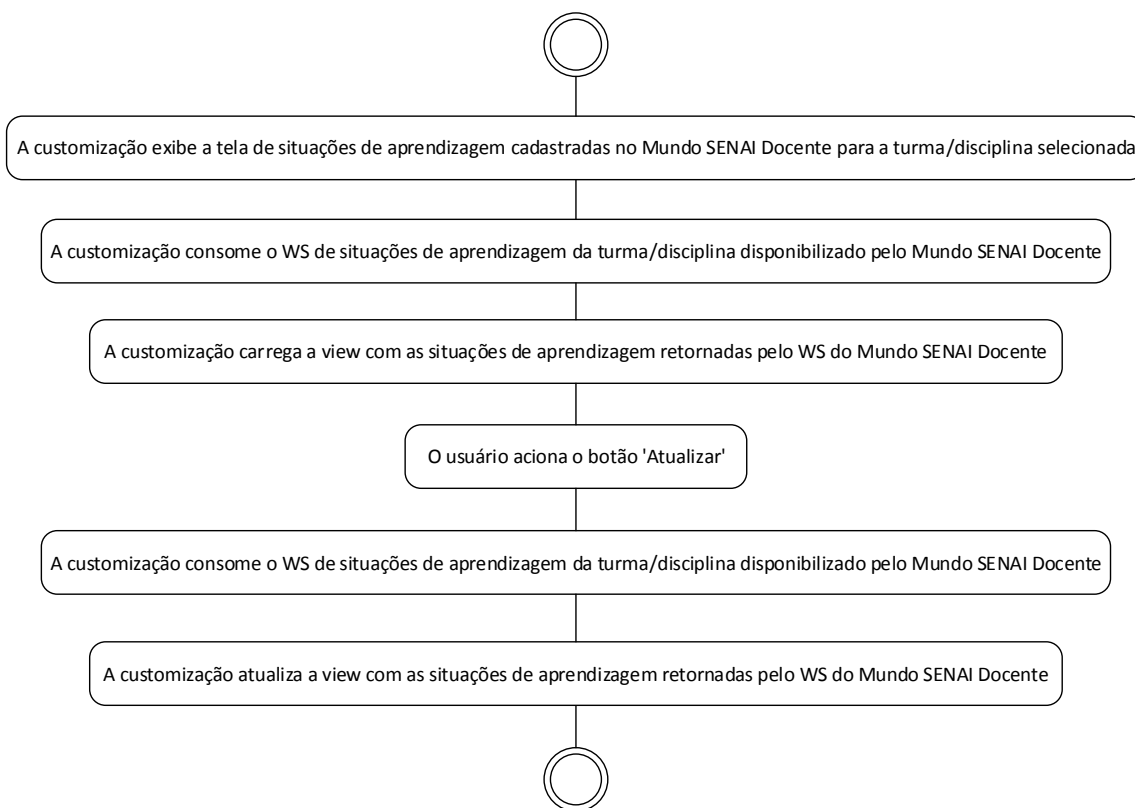 A customização exibe a tela de situações de aprendizagem cadastradas no Mundo SENAI Docente para a turma/disciplina selecionada
A customização consome o WS de situações de aprendizagem da turma/disciplina disponibilizado pelo Mundo SENAI Docente
A customização carrega a view com as situações de aprendizagem retornadas pelo WS do Mundo SENAI Docente
O usuário aciona o botão 'Atualizar'
A customização consome o WS de situações de aprendizagem da turma/disciplina disponibilizado pelo Mundo SENAI Docente
A customização atualiza a view com as situações de aprendizagem retornadas pelo WS do Mundo SENAI Docente